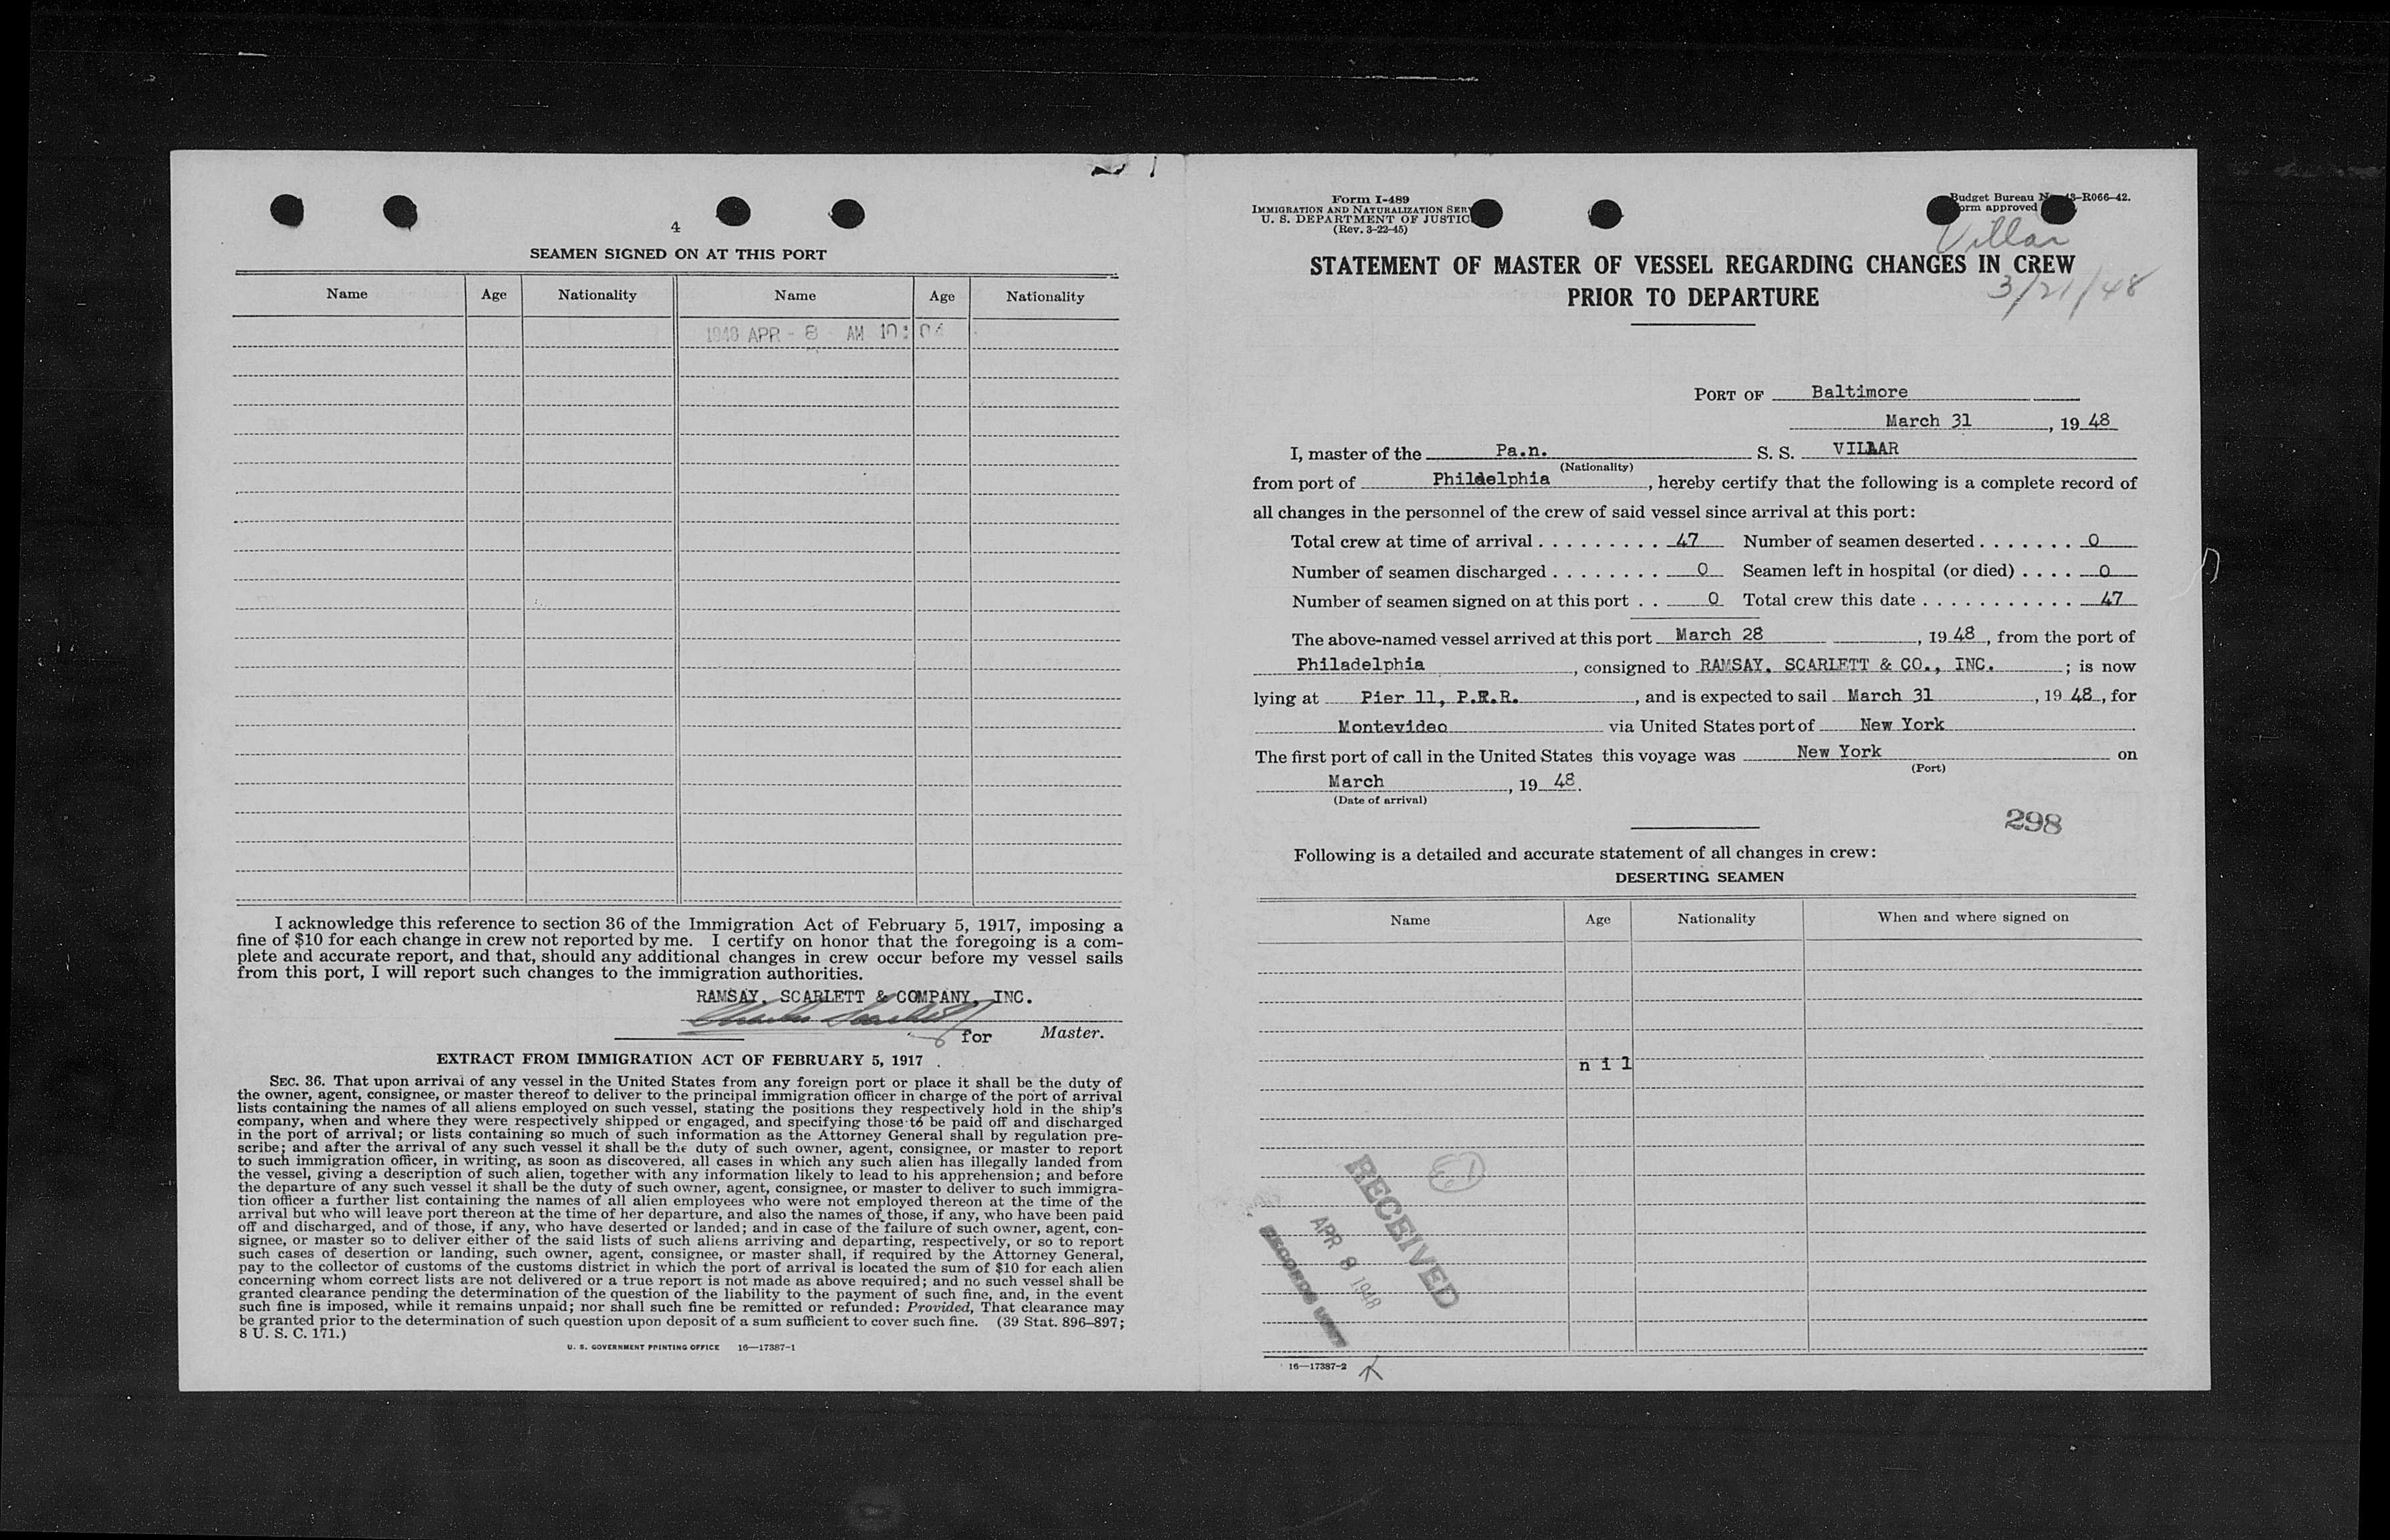 4
SEAMEN SIGNED ON AT THIS PORT
Name Age Nationality Name Age Nationality
1948 APR - 8 AM 10: 04
I acknowledge this reference to section 36 of the Immigration Act of February 5, 1917, imposing a
fine of $10 for each change in crew not reported by me. I certify on honor that the foregoing is a com-
plete and accurate report, and that, should any additional changes in crew occur before my vessel sails
from this port, I will report such changes to the immigration authorities.
RAMSAY, SCARLETT & COMPANY, INC.
for Master.
EXTRACT FROM IMMIGRATION ACT OF FEBRUARY 5, 1917
SEC. 36. That upon arrival of any vessel in the United States from any foreign port or place it shall be the duty of
the owner, agent, consignee, or master thereof to deliver to the principal immigration officer in charge of the port of arrival
lists containing the names of all aliens employed on such vessel, stating the positions they respectively hold in the ship's
company, when and where they were respectively shipped or engaged, and specifying those to be paid off and discharged
in the port of arrival; or lists containing so much of such information as the Attorney General shall by regulation pre-
scribe; and after the arrival of any such vessel it shall be the duty of such owner, agent, consignee, or master to report
to such immigration officer, in writing, as soon as discovered, all cases in which any such alien has illegally landed from
the vessel, giving a description of such alien, together with any information likely to lead to his apprehension; and before
the departure of any such vessel it shall be the duty of such owner, agent, consignee, or master to deliver to such immigra-
tion officer a further list containing the names of all alien employees who were not employed thereon at the time of the
arrival but who will leave port thereon at the time of her departure, and also the names of those, if any, who have been paid
off and discharged, and of those, if any, who have deserted or landed; and in case of the failure of such owner, agent, con-
signee, or master so to deliver either of the said lists of such aliens arriving and departing, respectively, or so to report
such cases of desertion or landing, such owner, agent, consignee, or master shall, if required by the Attorney General,
pay to the collector of customs of the customs district in which the port of arrival is located the sum of $10 for each alien
concerning whom correct lists are not delivered or a true report is not made as above required; and no such vessel shall be
granted clearance pending the determination of the question of the liability to the payment of such fine, and, in the event
such fine is imposed, while it remains unpaid; nor shall such fine be remitted or refunded: Provided, That clearance may
be granted prior to the determination of such question upon deposit of a sum sufficient to cover such fine. (39 Stat. 896-897;
8 U. S. C. 171.)
U. S. GOVERNMENT PRINTING OFFICE 16—17387-1
Form I-489
IMMIGRATION AND NATURALIZATION SER
U. S. DEPARTMENT OF JUSTIC
(Rev. 3-22-45)
Budget Bureau N 43-R066-42.
orm approved
Villar
STATEMENT OF MASTER OF VESSEL REGARDING CHANGES IN CREW
PRIOR TO DEPARTURE
3/21/48
PORT OF Baltimore
March 31, 19 48
I, master of the Pa.n. S. S. VILLAR
(Nationality)
from port of Phildelphia, hereby certify that the following is a complete record of
all changes in the personnel of the crew of said vessel since arrival at this port:
Total crew at time of arrival . . . . . . . . . 47 Number of seamen deserted . . . . . . . 0
Number of seamen discharged . . . . . . . . 0 Seamen left in hospital (or died) . . . . 0
Number of seamen signed on at this port . . 0 Total crew this date . . . . . . . . . . . 47
The above-named vessel arrived at this port March 28, 19 48, from the port of
Philadelphia, consigned to RAMSAY, SCARLETT & CO., INC.; is now
lying at Pier 11, P.R.R., and is expected to sail March 31, 19 48, for
Montevideo via United States port of New York.
The first port of call in the United States this voyage was New York on
(Port)
March, 19 48.
(Date of arrival)
298
Following is a detailed and accurate statement of all changes in crew:
DESERTING SEAMEN
Name Age Nationality When and where signed on
n i l
RECEIVED
APR 8 1948
RECORDS UNIT
16—17387-2